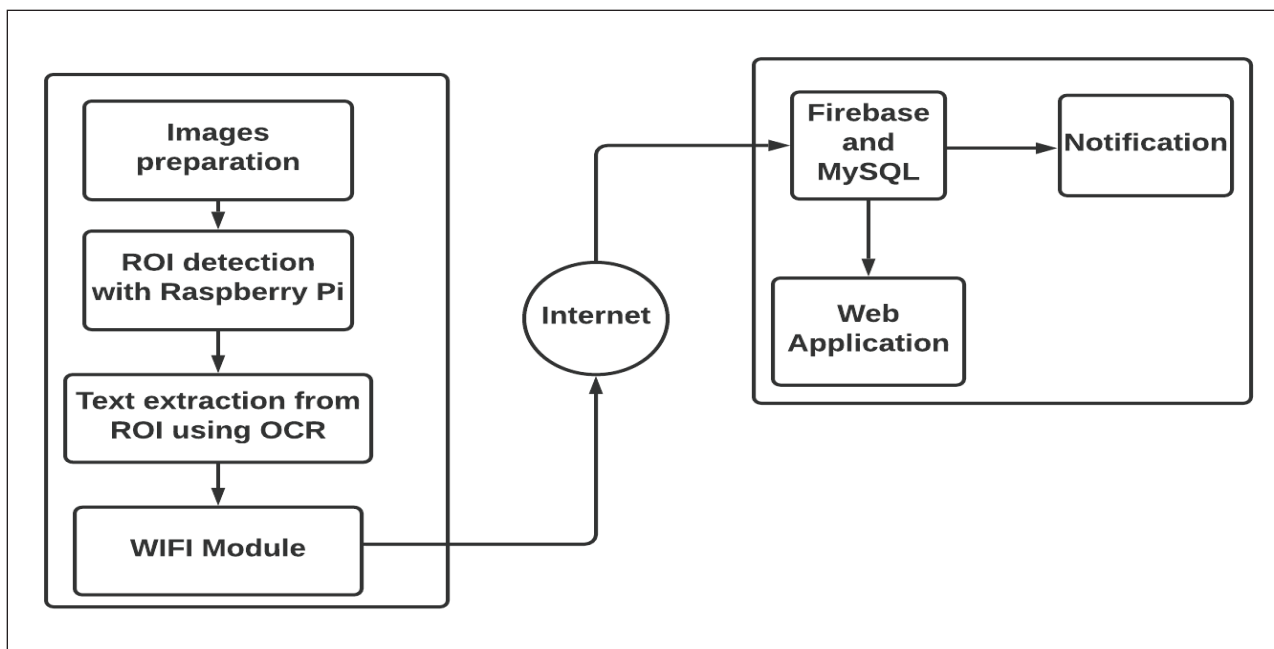 Images
preparation
ROI detection
with Raspberry Pi
Text extraction from
ROI using OCR
WIFI Module
Internet
Firebase
and
MySQL
Notification
Web
Application